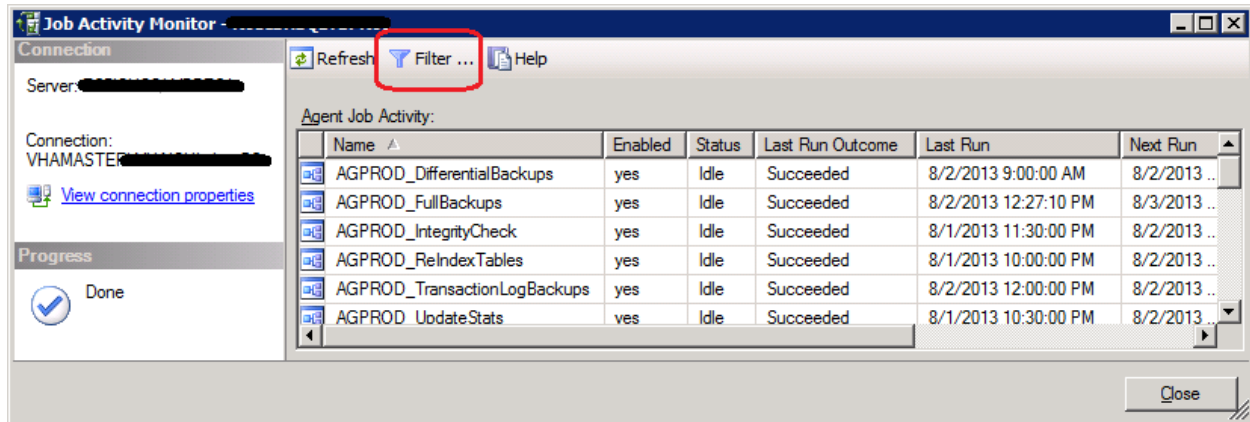 Job Activity Monitor -
Connection
Refresh Filter ... Help
Server:
Agent Job Activity:
Connection:
VHAMASTER
View connection properties
Name Enabled Status Last Run Outcome Last Run Next Run
AGPROD_DifferentialBackups yes Idle Succeeded 8/2/2013 9:00:00 AM 8/2/2013 ..
AGPROD_FullBackups yes Idle Succeeded 8/2/2013 12:27:10 PM 8/3/2013 ..
AGPROD_IntegrityCheck yes Idle Succeeded 8/1/2013 11:30:00 PM 8/2/2013 ..
AGPROD_ReIndexTables yes Idle Succeeded 8/1/2013 10:00:00 PM 8/2/2013 ..
AGPROD_TransactionLogBackups yes Idle Succeeded 8/2/2013 12:00:00 PM 8/2/2013 ..
AGPROD_UpdateStats yes Idle Succeeded 8/1/2013 10:30:00 PM 8/2/2013 ..
Progress
Done
Close